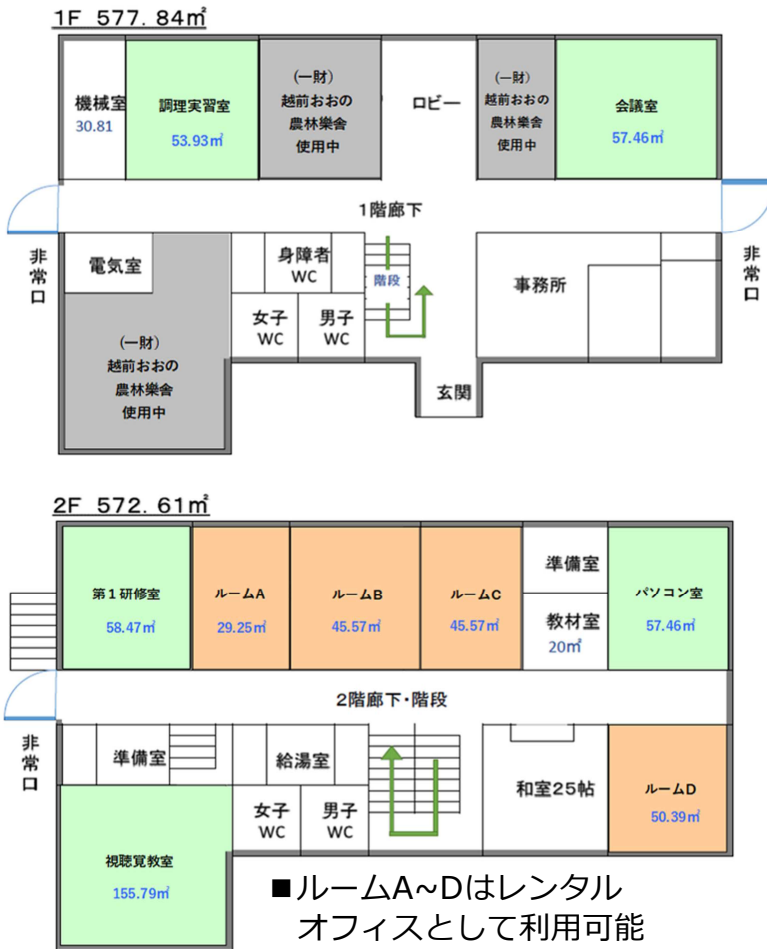 1F 577.84㎡
機械室
30.81
調理実習室
53.93㎡
(一財)
越前おおの
農林樂舎
使用中
ロビー
(一財)
越前おおの
農林樂舎
使用中
会議室
57.46㎡
1階廊下
非常口
電気室
身障者
WC
階段
事務所
非常口
女子
WC
男子
WC
(一財)
越前おおの
農林樂舎
使用中
玄関
2F 572.61㎡
第1研修室
58.47㎡
ルームA
29.25㎡
ルームB
45.57㎡
ルームC
45.57㎡
準備室
教材室
20㎡
パソコン室
57.46㎡
2階廊下・階段
非常口
準備室
給湯室
和室25帖
ルームD
50.39㎡
女子
WC
男子
WC
視聴覚教室
155.79㎡
■ルームA~Dはレンタル
オフィスとして利用可能